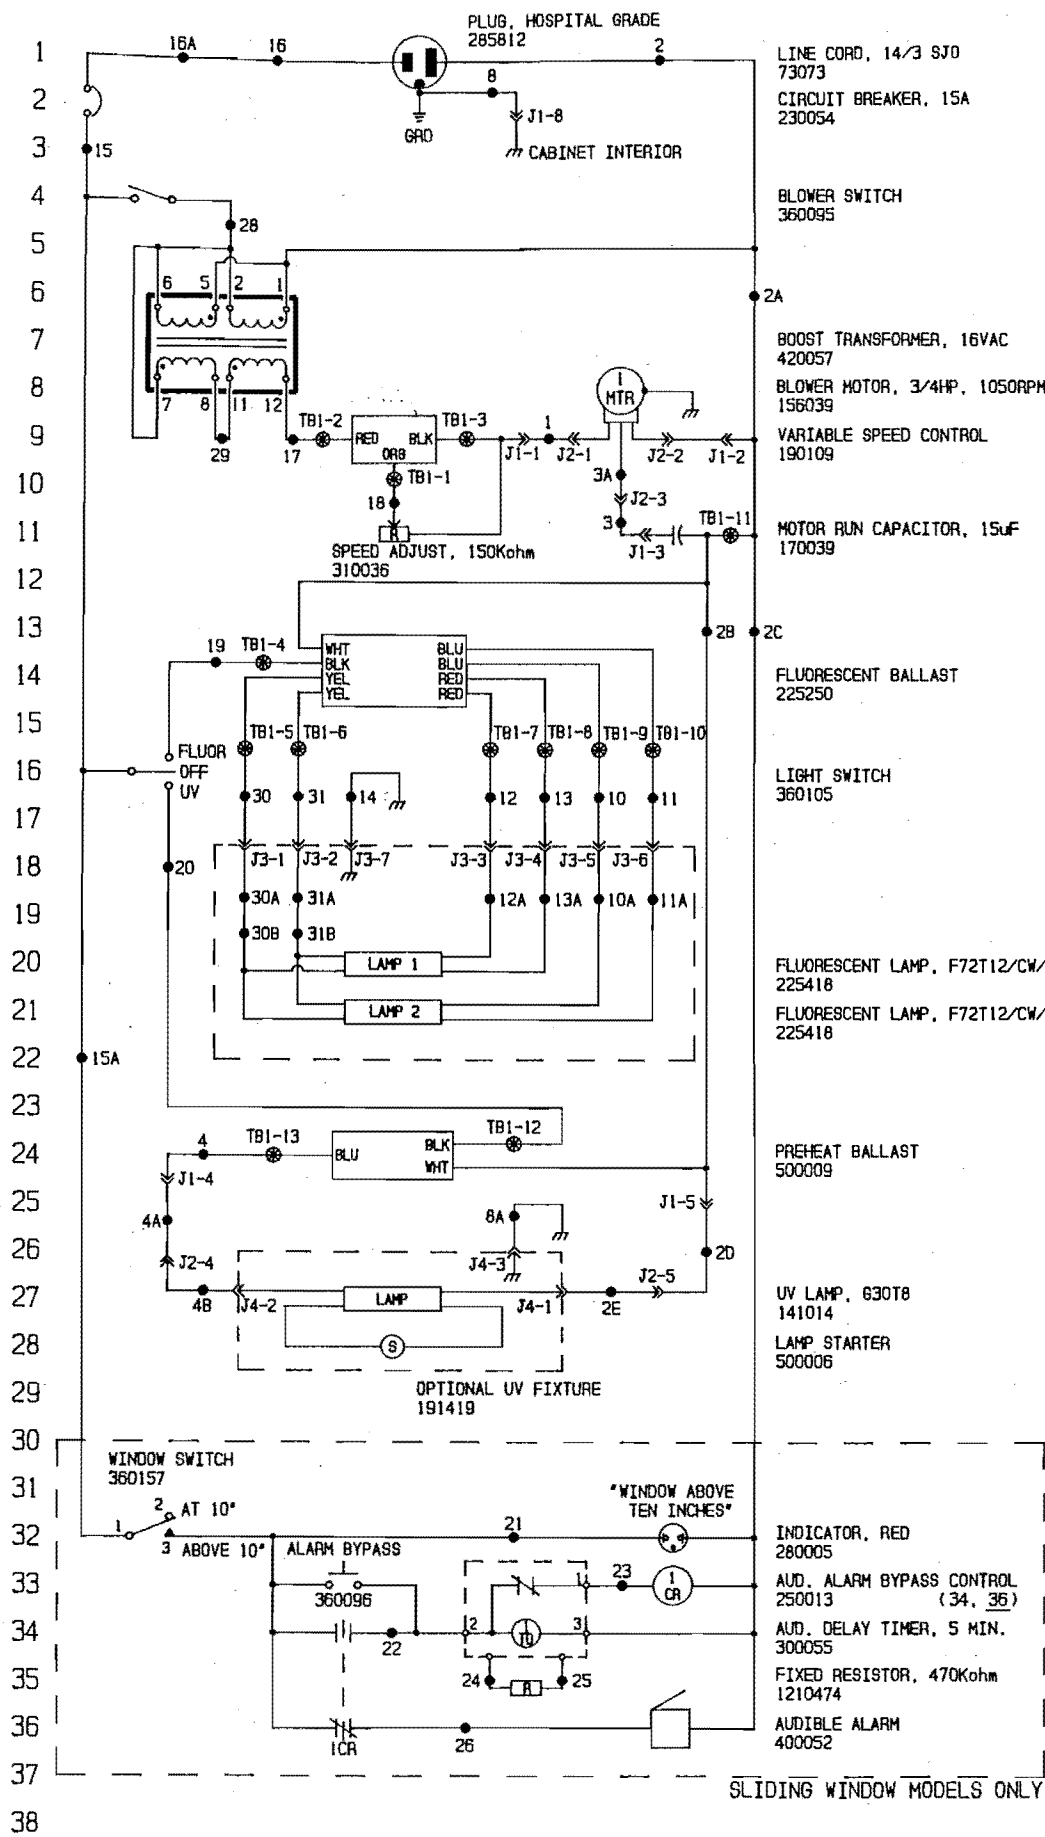 PLUG, HOSPITAL GRADE
285812
1
16A
16
2
LINE CORD, 14/3 SJO
73073
2
8
J1-8
GRD
CIRCUIT BREAKER, 15A
230054
3
15
CABINET INTERIOR
4
28
BLOWER SWITCH
360095
5
6
6
5
2
1
2A
7
BOOST TRANSFORMER, 16VAC
420057
8
7
8
11
12
1
MTR
BLOWER MOTOR, 3/4HP, 1050RPM
156039
9
29
17
TB1-2
RED
BLK
ORG
TB1-3
J1-1
1
J2-1
J2-2
J1-2
VARIABLE SPEED CONTROL
190109
10
TB1-1
18
3A
J2-3
11
R
3
J1-3
TB1-11
MOTOR RUN CAPACITOR, 15uF
170039
SPEED ADJUST, 150Kohm
310036
12
13
2B
2C
19
TB1-4
WHT
BLK
YEL
YEL
BLU
BLU
RED
RED
14
FLUORESCENT BALLAST
225250
15
TB1-5
TB1-6
TB1-7
TB1-8
TB1-9
TB1-10
16
FLUOR
OFF
UV
LIGHT SWITCH
360105
17
30
31
14
12
13
10
11
18
20
J3-1
J3-2
J3-7
J3-3
J3-4
J3-5
J3-6
19
30A
31A
12A
13A
10A
11A
30B
31B
20
LAMP 1
FLUORESCENT LAMP, F72T12/CW/
225418
21
LAMP 2
FLUORESCENT LAMP, F72T12/CW/
225418
22
15A
23
24
4
TB1-13
BLU
BLK
WHT
TB1-12
PREHEAT BALLAST
500009
25
J1-4
4A
8A
J1-5
26
J2-4
J4-3
2D
27
4B
J4-2
LAMP
J4-1
2E
J2-5
UV LAMP, G30T8
141014
28
S
LAMP STARTER
500006
29
OPTIONAL UV FIXTURE
191419
30
31
WINDOW SWITCH
360157
"WINDOW ABOVE
TEN INCHES"
32
1
2
AT 10"
3
ABOVE 10"
21
INDICATOR, RED
280005
33
ALARM BYPASS
360096
1
23
1
CR
AUD. ALARM BYPASS CONTROL
250013 (34, 36)
34
22
2
3
AUD. DELAY TIMER, 5 MIN.
300055
35
24
R
25
FIXED RESISTOR, 470Kohm
1210474
36
1CR
26
AUDIBLE ALARM
400052
37
SLIDING WINDOW MODELS ONLY
38